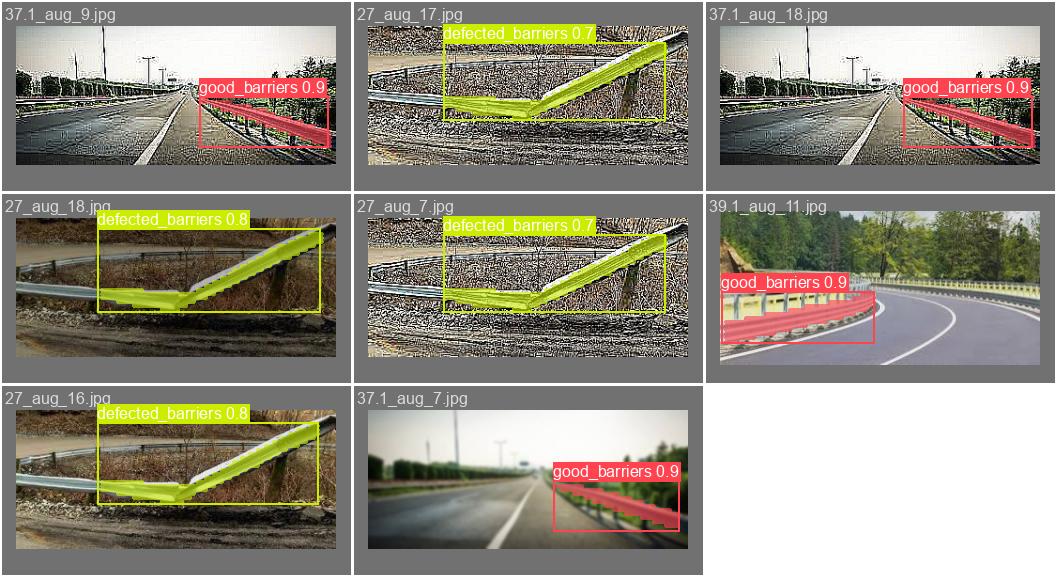 37.1_aug_9.jpg
good_barriers 0.9
27_aug_17.jpg
defected_barriers 0.7
37.1_aug_18.jpg
good_barriers 0.9
27_aug_18.jpg
defected_barriers 0.8
27_aug_7.jpg
defected_barriers 0.7
39.1_aug_11.jpg
good_barriers 0.9
27_aug_16.jpg
defected_barriers 0.8
37.1_aug_7.jpg
good_barriers 0.9